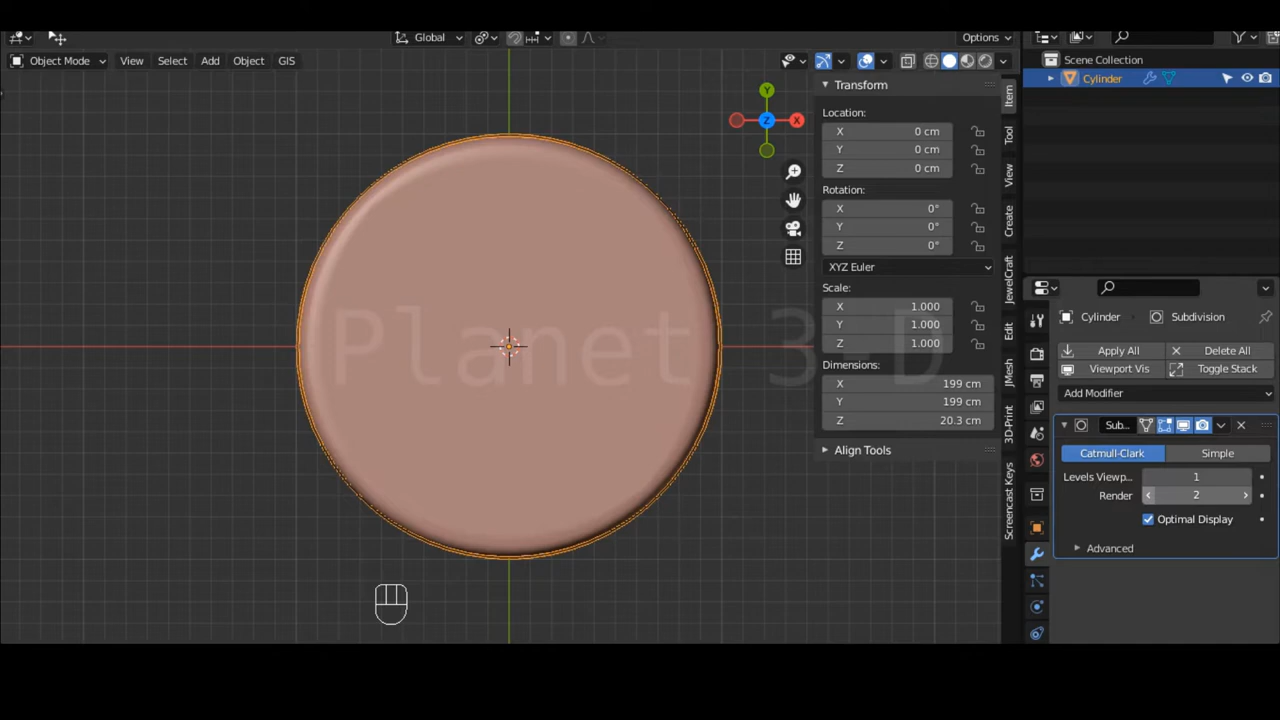 Global
Options
Object Mode View Select Add Object GIS
Scene Collection
Cylinder
Transform
Location:
X 0 cm
Y 0 cm
Z 0 cm
Rotation:
X 0°
Y 0°
Z 0°
XYZ Euler
Scale:
X 1.000
Y 1.000
Z 1.000
Dimensions:
X 199 cm
Y 199 cm
Z 20.3 cm
Align Tools
Y
Z
X
Item
Tool
View
Create
JewelCraft
Edit
JMesh
3D-Print
Screencast Keys
Planet 3-D
Cylinder Subdivision
Apply All Delete All
Viewport Vis Toggle Stack
Add Modifier
Sub...
Catmull-Clark Simple
Levels Viewp... 1
Render 2
Optimal Display
Advanced